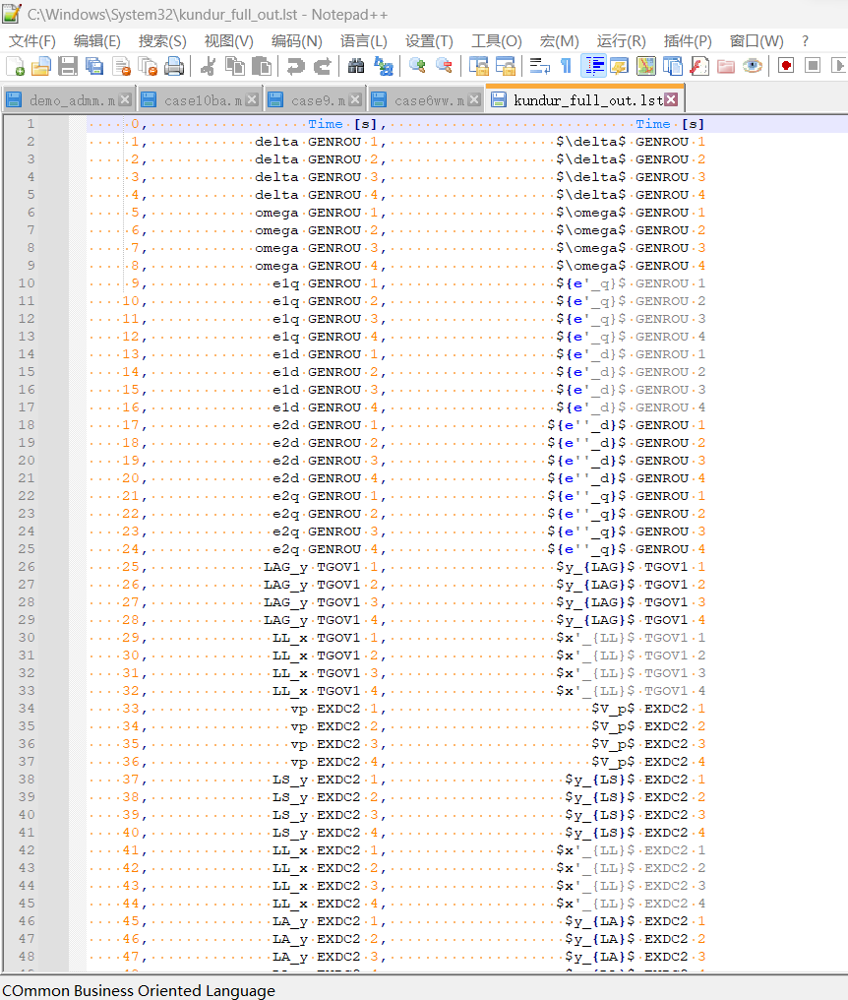 C:\Windows\System32\kundur_full_out.lst - Notepad++
文件(F) 编辑(E) 搜索(S) 视图(V) 编码(N) 语言(L) 设置(T) 工具(O) 宏(M) 运行(R) 插件(P) 窗口(W) ?
demo_admm.m case10ba.m case9.m case6ww.m kundur_full_out.lst
1 0, Time [s], Time [s]
2 1, delta GENROU 1, $\delta$ GENROU 1
3 2, delta GENROU 2, $\delta$ GENROU 2
4 3, delta GENROU 3, $\delta$ GENROU 3
5 4, delta GENROU 4, $\delta$ GENROU 4
6 5, omega GENROU 1, $\omega$ GENROU 1
7 6, omega GENROU 2, $\omega$ GENROU 2
8 7, omega GENROU 3, $\omega$ GENROU 3
9 8, omega GENROU 4, $\omega$ GENROU 4
10 9, e1q GENROU 1, ${e'_q}$ GENROU 1
11 10, e1q GENROU 2, ${e'_q}$ GENROU 2
12 11, e1q GENROU 3, ${e'_q}$ GENROU 3
13 12, e1q GENROU 4, ${e'_q}$ GENROU 4
14 13, e1d GENROU 1, ${e'_d}$ GENROU 1
15 14, e1d GENROU 2, ${e'_d}$ GENROU 2
16 15, e1d GENROU 3, ${e'_d}$ GENROU 3
17 16, e1d GENROU 4, ${e'_d}$ GENROU 4
18 17, e2d GENROU 1, ${e''_d}$ GENROU 1
19 18, e2d GENROU 2, ${e''_d}$ GENROU 2
20 19, e2d GENROU 3, ${e''_d}$ GENROU 3
21 20, e2d GENROU 4, ${e''_d}$ GENROU 4
22 21, e2q GENROU 1, ${e''_q}$ GENROU 1
23 22, e2q GENROU 2, ${e''_q}$ GENROU 2
24 23, e2q GENROU 3, ${e''_q}$ GENROU 3
25 24, e2q GENROU 4, ${e''_q}$ GENROU 4
26 25, LAG_y TGOV1 1, $y_{LAG}$ TGOV1 1
27 26, LAG_y TGOV1 2, $y_{LAG}$ TGOV1 2
28 27, LAG_y TGOV1 3, $y_{LAG}$ TGOV1 3
29 28, LAG_y TGOV1 4, $y_{LAG}$ TGOV1 4
30 29, LL_x TGOV1 1, $x'_{LL}$ TGOV1 1
31 30, LL_x TGOV1 2, $x'_{LL}$ TGOV1 2
32 31, LL_x TGOV1 3, $x'_{LL}$ TGOV1 3
33 32, LL_x TGOV1 4, $x'_{LL}$ TGOV1 4
34 33, vp EXDC2 1, $V_p$ EXDC2 1
35 34, vp EXDC2 2, $V_p$ EXDC2 2
36 35, vp EXDC2 3, $V_p$ EXDC2 3
37 36, vp EXDC2 4, $V_p$ EXDC2 4
38 37, LS_y EXDC2 1, $y_{LS}$ EXDC2 1
39 38, LS_y EXDC2 2, $y_{LS}$ EXDC2 2
40 39, LS_y EXDC2 3, $y_{LS}$ EXDC2 3
41 40, LS_y EXDC2 4, $y_{LS}$ EXDC2 4
42 41, LL_x EXDC2 1, $x'_{LL}$ EXDC2 1
43 42, LL_x EXDC2 2, $x'_{LL}$ EXDC2 2
44 43, LL_x EXDC2 3, $x'_{LL}$ EXDC2 3
45 44, LL_x EXDC2 4, $x'_{LL}$ EXDC2 4
46 45, LA_y EXDC2 1, $y_{LA}$ EXDC2 1
47 46, LA_y EXDC2 2, $y_{LA}$ EXDC2 2
48 47, LA_y EXDC2 3, $y_{LA}$ EXDC2 3
COmmon Business Oriented Language